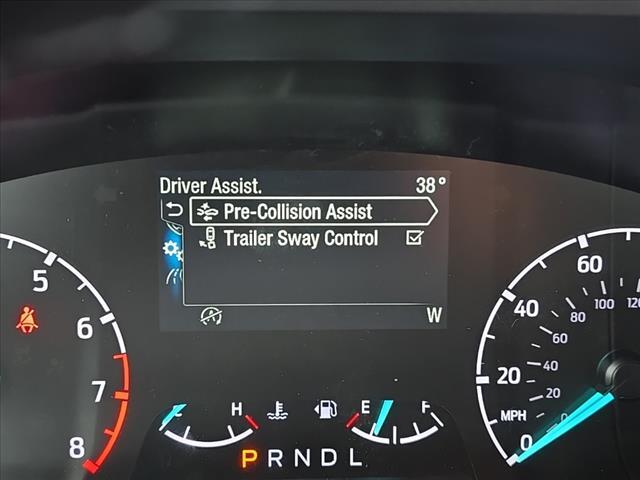 Driver Assist. 38°
Pre-Collision Assist
Trailer Sway Control
W
5
6
7
8
C H
E F
P R N D L
60
40
20
0
MPH
120
100
80
60
40
20
0